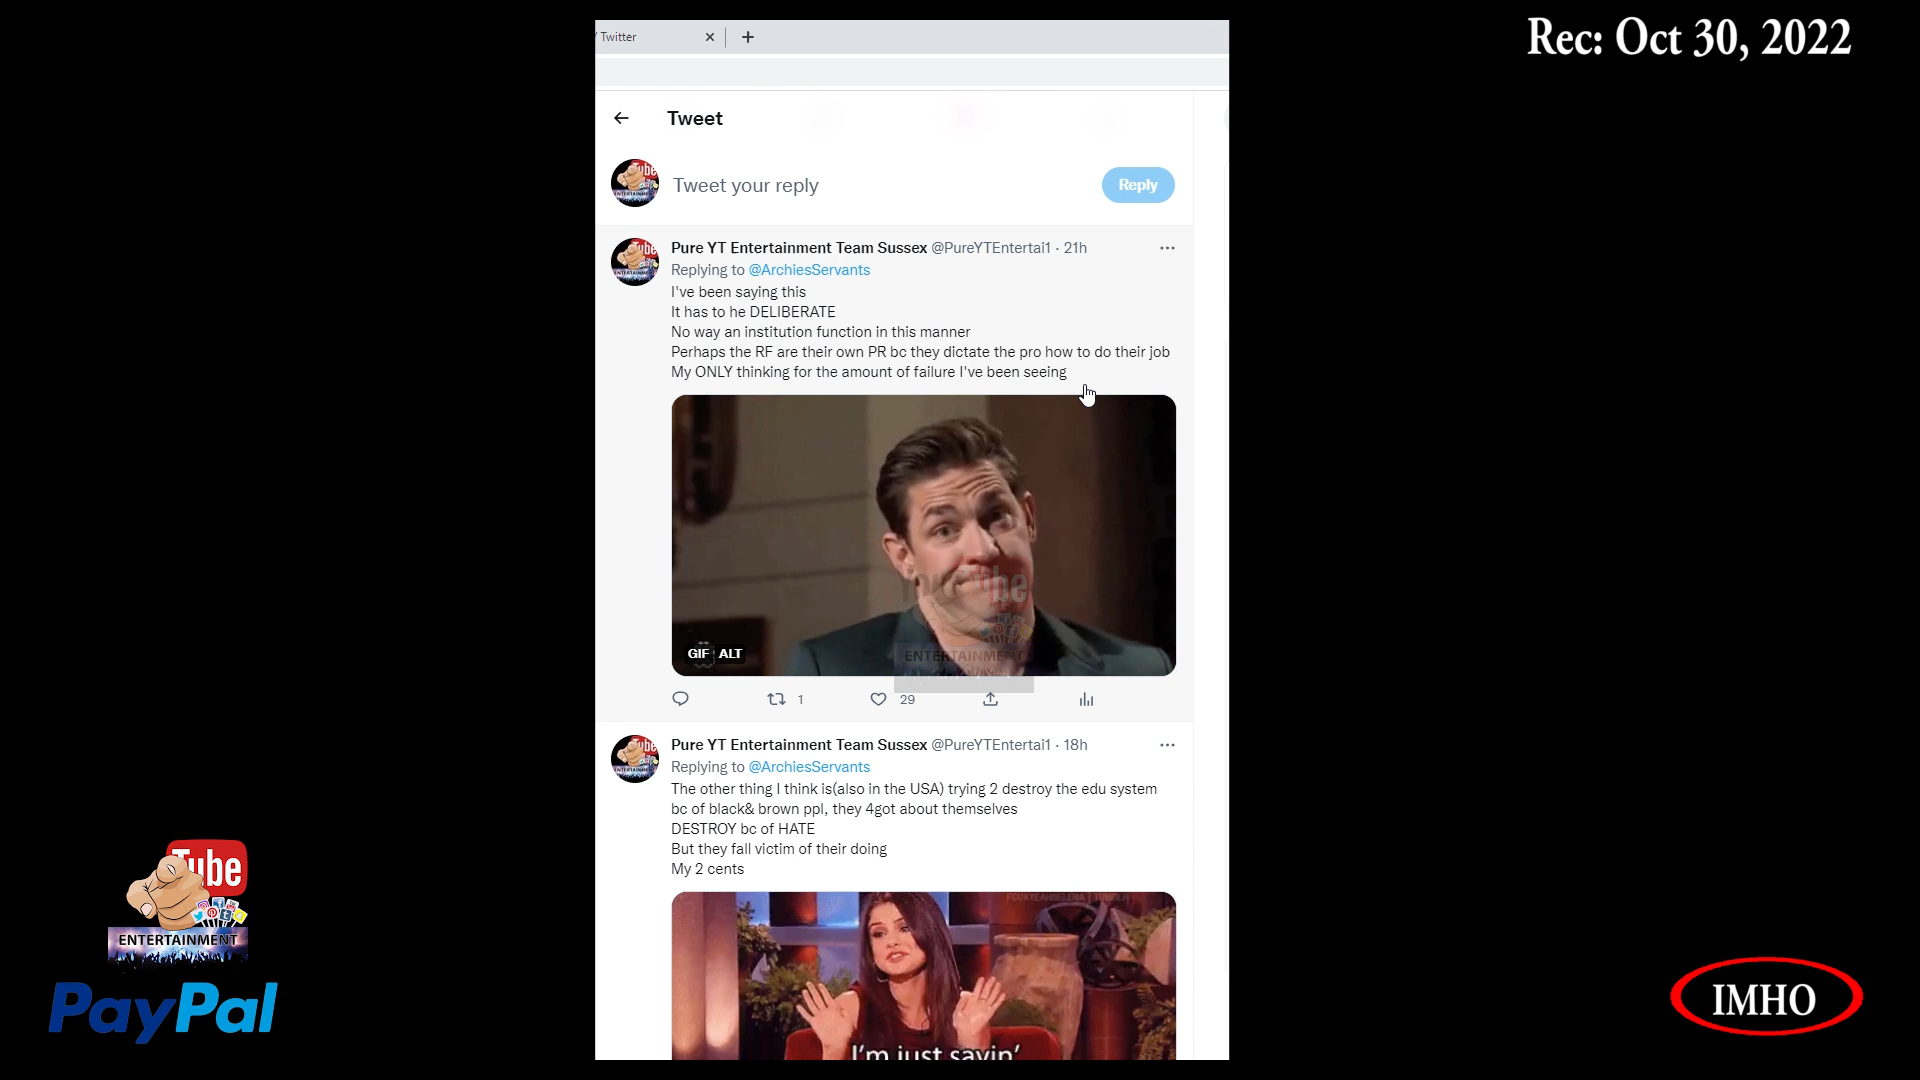 Rec: Oct 30, 2022
/ Twitter
Tweet
Tweet your reply
Reply
Pure YT Entertainment Team Sussex @PureYTEntertai1 · 21h
Replying to @ArchiesServants
I've been saying this
It has to he DELIBERATE
No way an institution function in this manner
Perhaps the RF are their own PR bc they dictate the pro how to do their job
My ONLY thinking for the amount of failure I've been seeing
YouTube
ENTERTAINMENT
GIF ALT
1
29
Pure YT Entertainment Team Sussex @PureYTEntertai1 · 18h
Replying to @ArchiesServants
The other thing I think is(also in the USA) trying 2 destroy the edu system
bc of black& brown ppl, they 4got about themselves
DESTROY bc of HATE
But they fall victim of their doing
My 2 cents
I'm just sayin'
Tube
ENTERTAINMENT
PayPal
IMHO